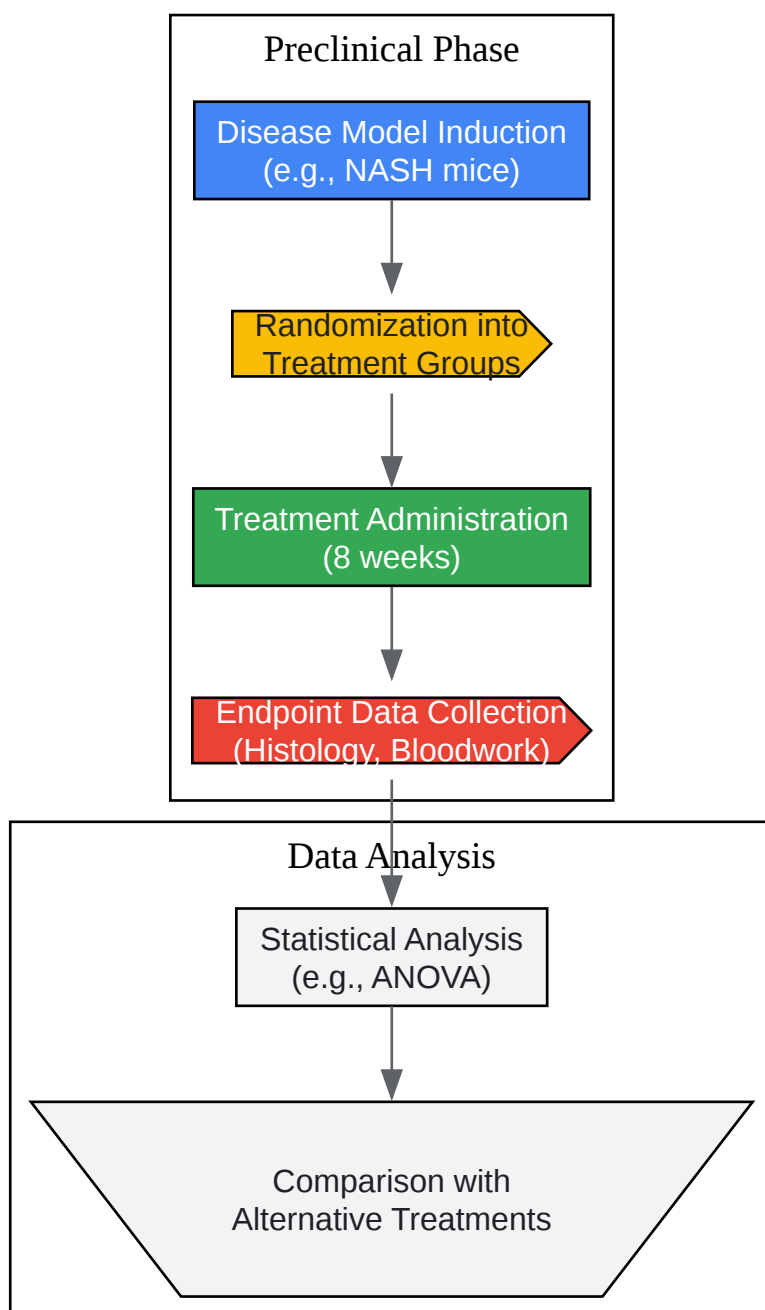 Preclinical Phase
Disease Model Induction
(e.g., NASH mice)
Randomization into
Treatment Groups
Treatment Administration
(8 weeks)
Endpoint Data Collection
(Histology, Bloodwork)
Data Analysis
Statistical Analysis
(e.g., ANOVA)
Comparison with
Alternative Treatments